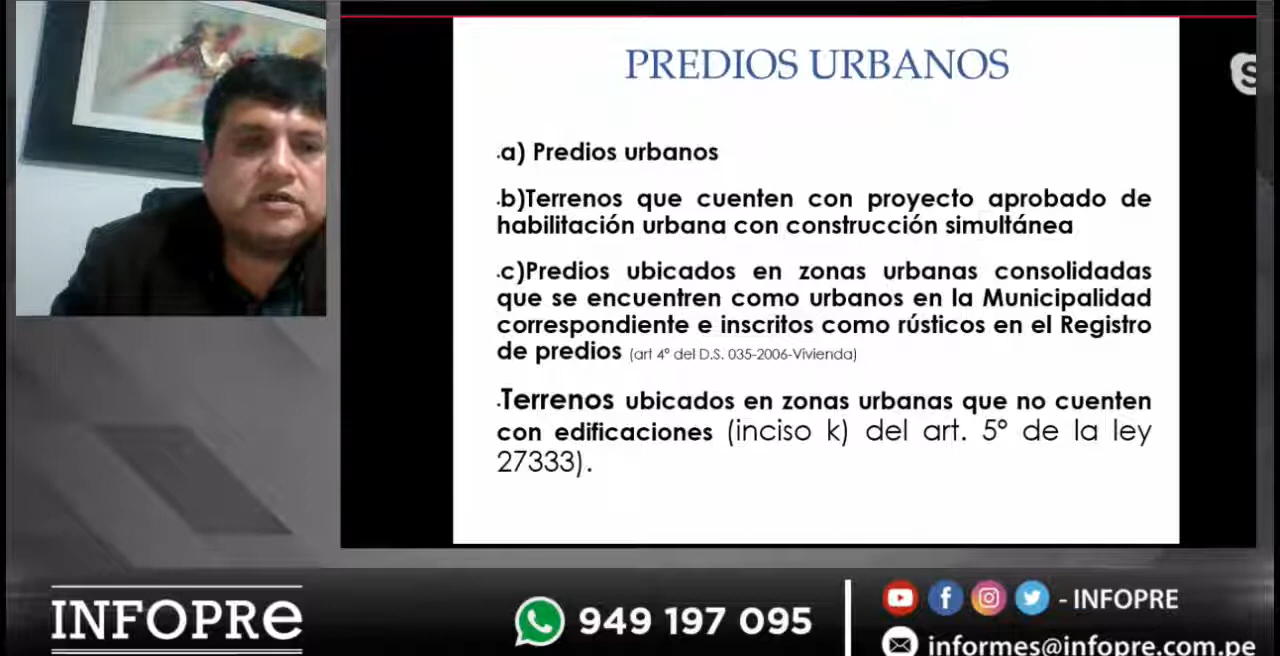 PREDIOS URBANOS
.a) Predios urbanos
.b)Terrenos que cuenten con proyecto aprobado de
habilitación urbana con construcción simultánea
.c)Predios ubicados en zonas urbanas consolidadas
que se encuentren como urbanos en la Municipalidad
correspondiente e inscritos como rústicos en el Registro
de predios (art 4º del D.S. 035-2006-Vivienda)
.Terrenos ubicados en zonas urbanas que no cuenten
con edificaciones (inciso k) del art. 5º de la ley
27333).
INFOPRe
949 197 095
- INFOPRE
informes@infopre.com.pe